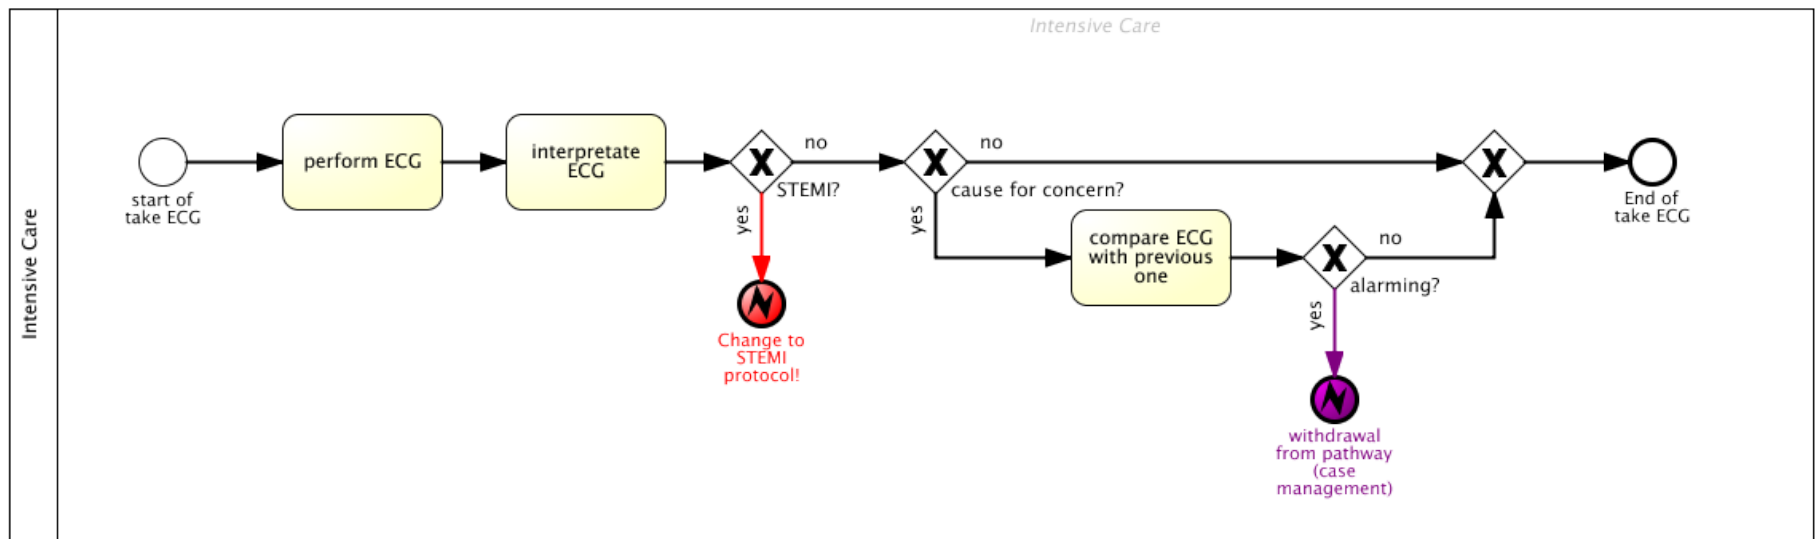 Intensive Care
Intensive Care
start of
take ECG
perform ECG
interpretate
ECG
STEMI?
no
yes
Change to
STEMI
protocol!
cause for concern?
no
yes
compare ECG
with previous
one
alarming?
no
yes
withdrawal
from pathway
(case
management)
End of
take ECG